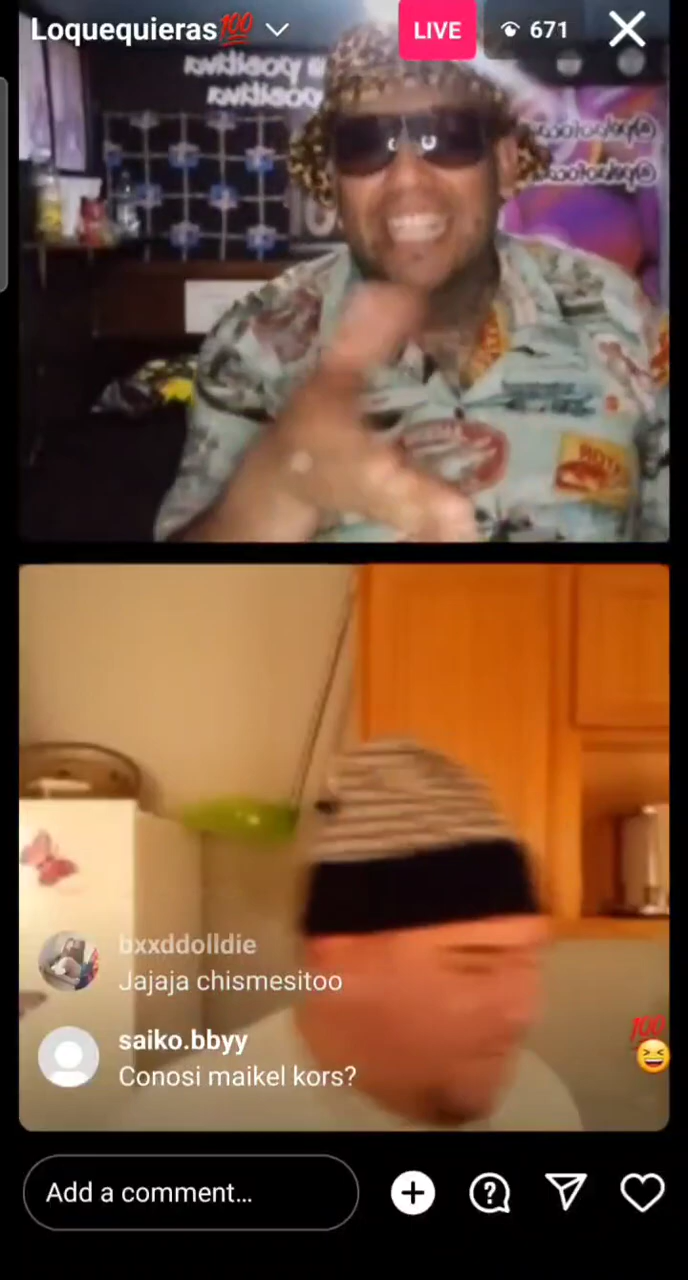 Loquequieras💯
LIVE
671
bxxddolldie
Jajaja chismesitoo
saiko.bbyy
Conosi maikel kors?
💯
Add a comment...